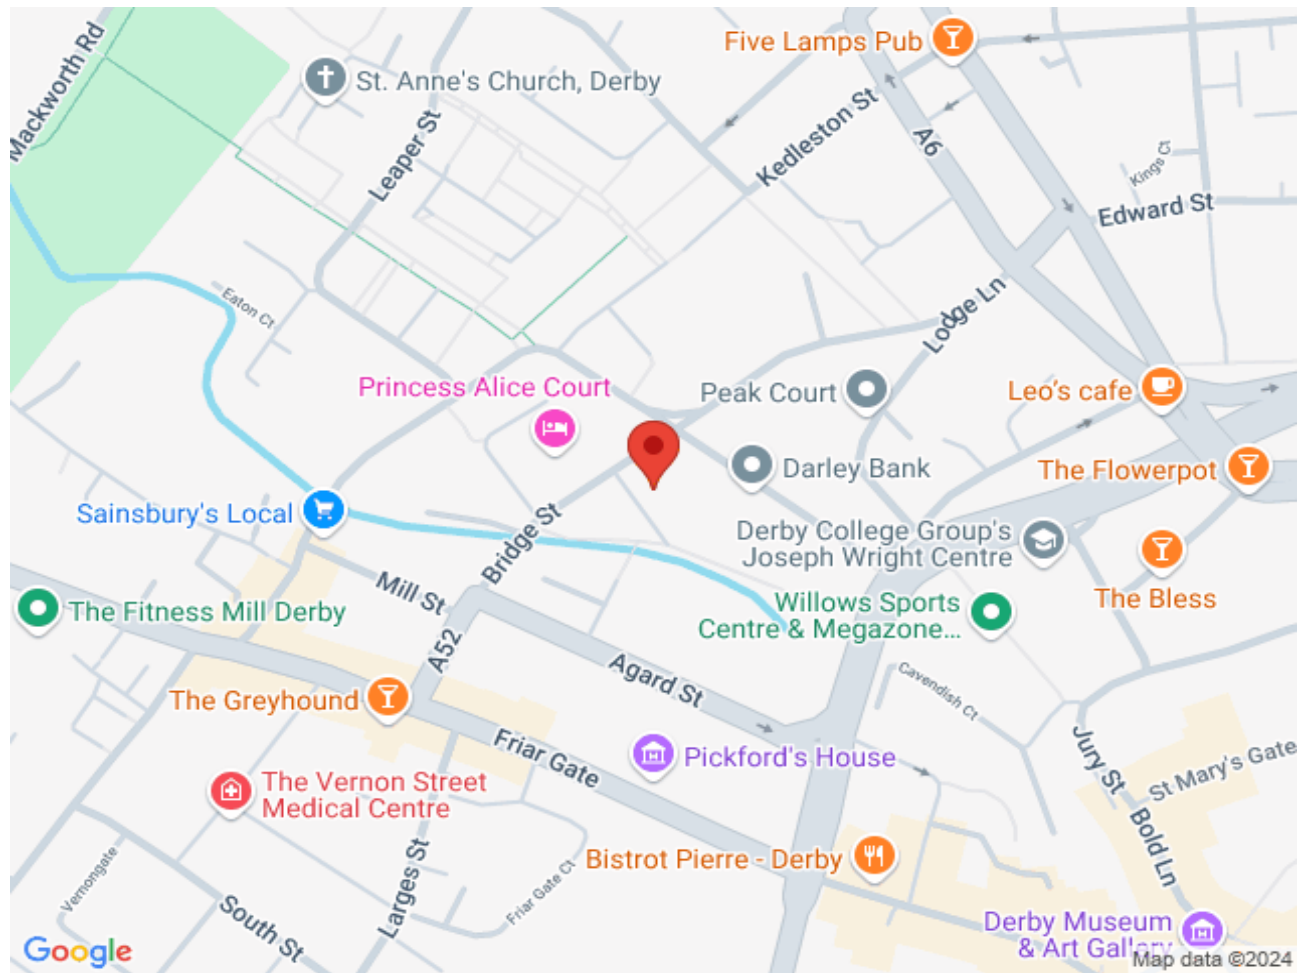 Five Lamps Pub
Mackworth Rd
St. Anne's Church, Derby
Leaper St
Kedleston St
A6
Kings Ct
Edward St
Eaton Ct
Lodge Ln
Princess Alice Court
Peak Court
Leo's cafe
Darley Bank
The Flowerpot
Sainsbury's Local
Bridge St
Derby College Group's
Joseph Wright Centre
Mill St
The Fitness Mill Derby
Willows Sports
Centre & Megazone...
The Bless
A52
Agard St
Cavendish Ct
The Greyhound
Friar Gate
Pickford's House
Jury St
St Mary's Gate
The Vernon Street
Medical Centre
Bold Ln
Bistrot Pierre - Derby
Vernongate
Larges St
Friar Gate Ct
South St
Derby Museum
& Art Gallery
Google
Map data ©2024